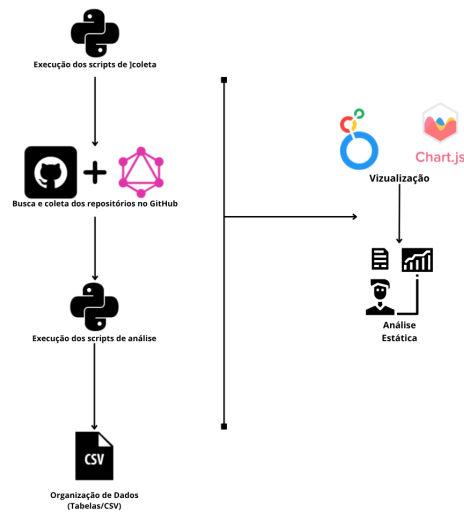 Execução dos scripts de ]coleta
Busca e coleta dos repositórios no GitHub
Execução dos scripts de análise
CSV
Organização de Dados
(Tabelas/CSV)
Chart.js
Vizualização
Análise
Estática